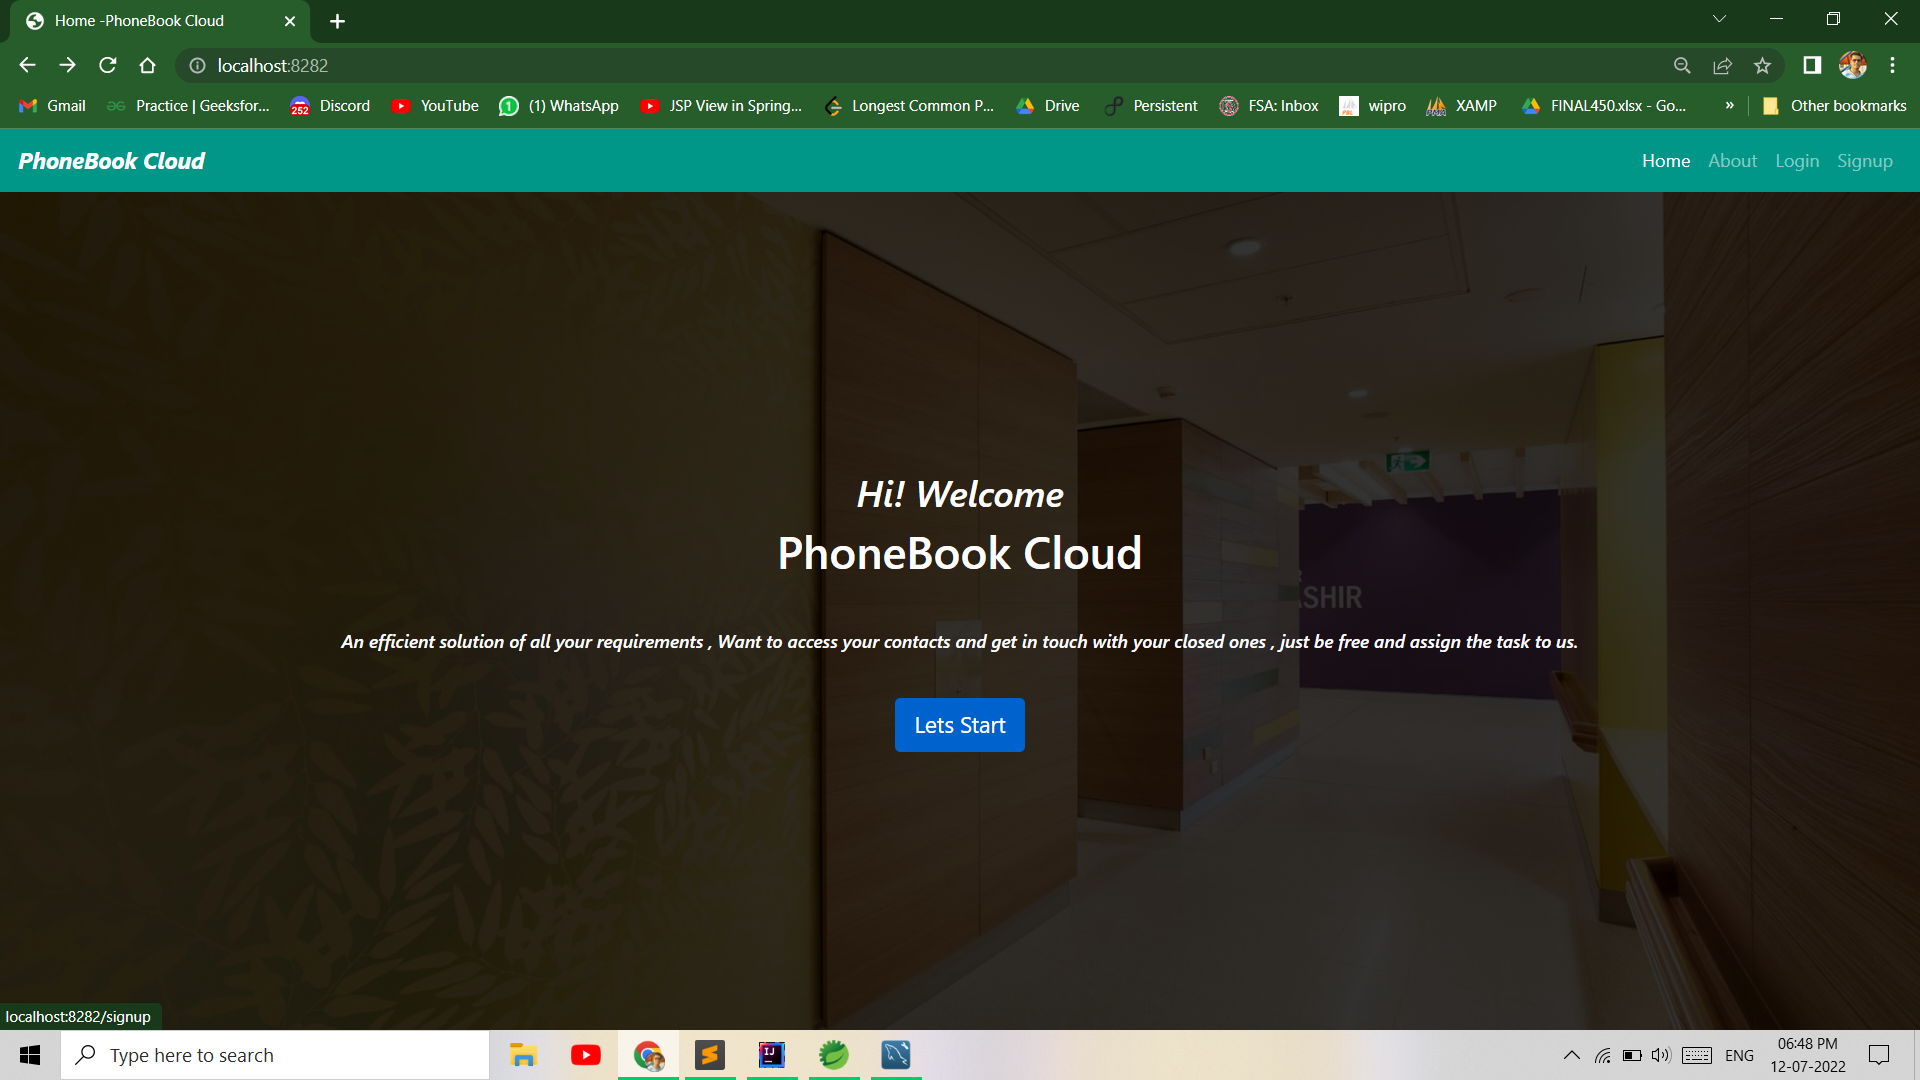 Home -PhoneBook Cloud
localhost:8282
Gmail
Practice | Geeksfor...
252
Discord
YouTube
1
(1) WhatsApp
JSP View in Spring...
Longest Common P...
Drive
Persistent
FSA: Inbox
wipro
XAMP
FINAL450.xlsx - Go...
»
Other bookmarks
PhoneBook Cloud
Home
About
Login
Signup
Hi! Welcome
PhoneBook Cloud
ASHIR
An efficient solution of all your requirements , Want to access your contacts and get in touch with your closed ones , just be free and assign the task to us.
Lets Start
localhost:8282/signup
Type here to search
IJ
ENG
06:48 PM
12-07-2022